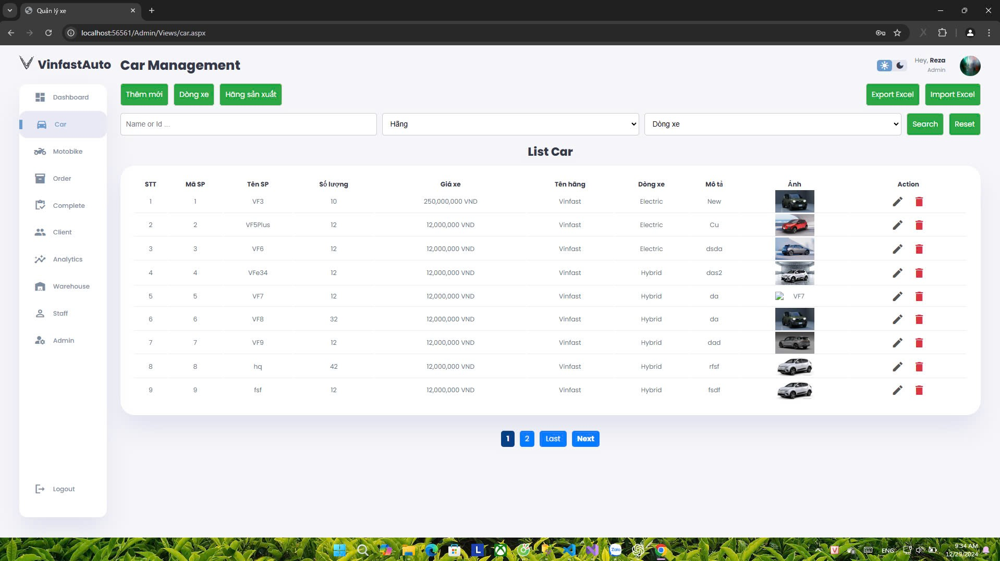 Quản lý xe
localhost:56561/Admin/Views/car.aspx
VinfastAuto
Car Management
Hey, Reza
Admin
Dashboard
Car
Motobike
Order
Complete
Client
Analytics
Warehouse
Staff
Admin
Logout
Thêm mới Dòng xe Hãng sản xuất Export Excel Import Excel
Name or Id ... Hãng Dòng xe Search Reset
List Car
STT Mã SP Tên SP Số lượng Giá xe Tên hãng Dòng xe Mô tả Ảnh Action
1 1 VF3 10 250,000,000 VND Vinfast Electric New
2 2 VF5Plus 12 12,000,000 VND Vinfast Electric Cu
3 3 VF6 12 12,000,000 VND Vinfast Electric dsda
4 4 VFe34 12 12,000,000 VND Vinfast Hybrid das2
5 5 VF7 12 12,000,000 VND Vinfast Hybrid da VF7
6 6 VF8 32 12,000,000 VND Vinfast Hybrid da
7 7 VF9 12 12,000,000 VND Vinfast Hybrid dad
8 8 hq 42 12,000,000 VND Vinfast Hybrid rfsf
9 9 fsf 12 12,000,000 VND Vinfast Hybrid fsdf
1 2 Last Next
L Zalo V ENG 9:34 AM
12/25/2024